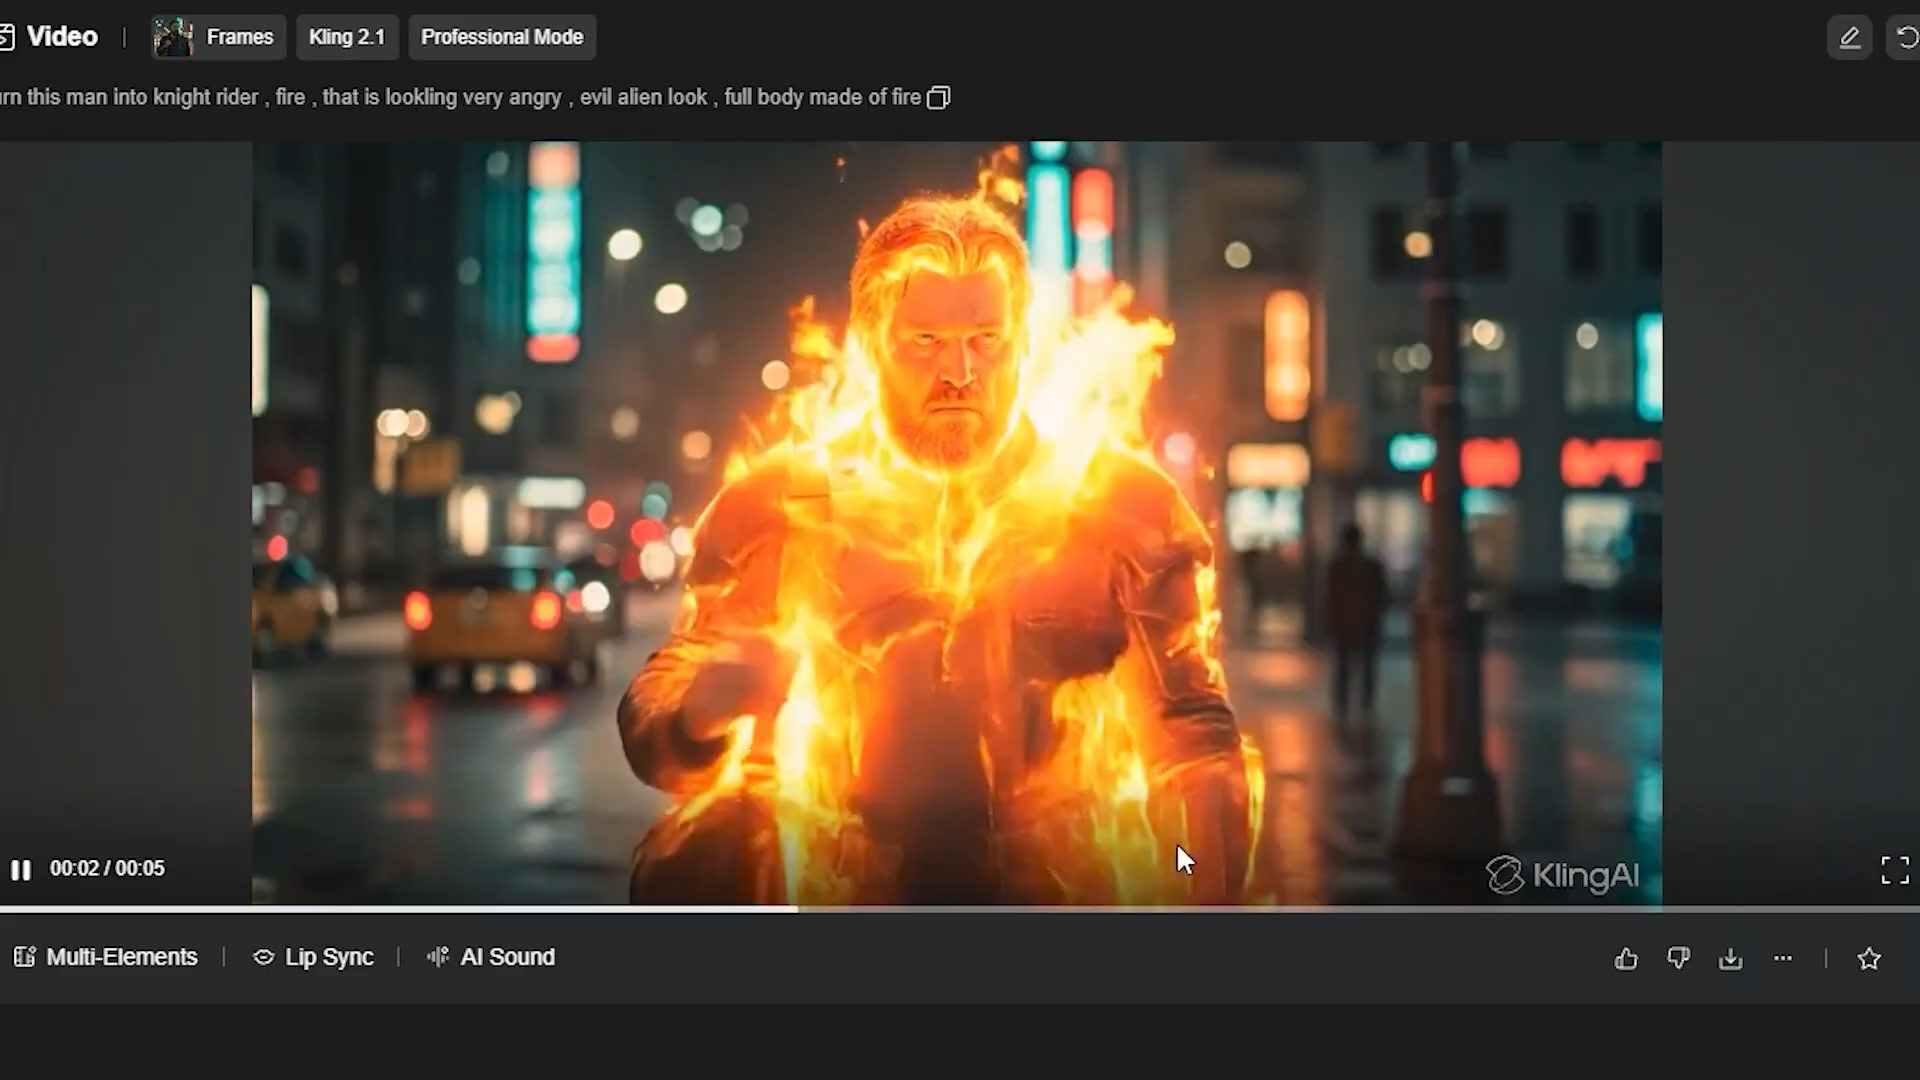 Video
Frames
Kling 2.1
Professional Mode
rn this man into knight rider , fire , that is lookling very angry , evil alien look , full body made of fire
00:02 / 00:05
KlingAI
Multi-Elements
Lip Sync
AI Sound